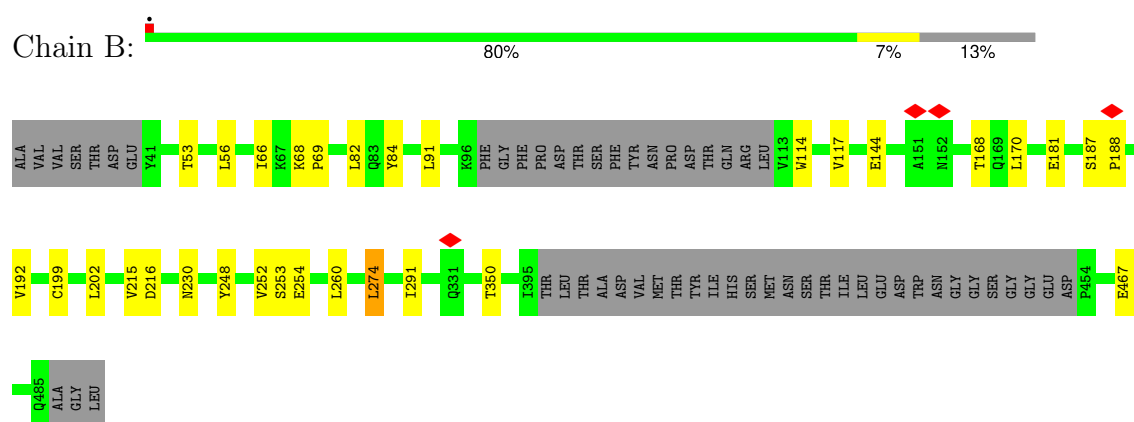 •
Chain B:
80% 7% 13%
ALA VAL VAL SER THR ASP GLU Y41 T53 L56 I66 K67 K68 P69 L82 Q83 Y84 L91 K96 PHE GLY PHE PRO ASP THR SER PHE TYR ASN PRO ASP THR GLN ARG LEU V113 W114 V117 E144 A151 N152 T168 Q169 L170 E181 S187 P188
V192 C199 L202 V215 D216 N230 Y248 V252 S253 E254 L260 L274 I291 Q331 T350 I395 THR LEU THR ALA ASP VAL MET THR TYR ILE HIS SER MET ASN SER THR ILE LEU GLU ASP TRP ASN GLY GLY SER GLY GLY GLU ASP P454 E467
Q485 ALA GLY LEU